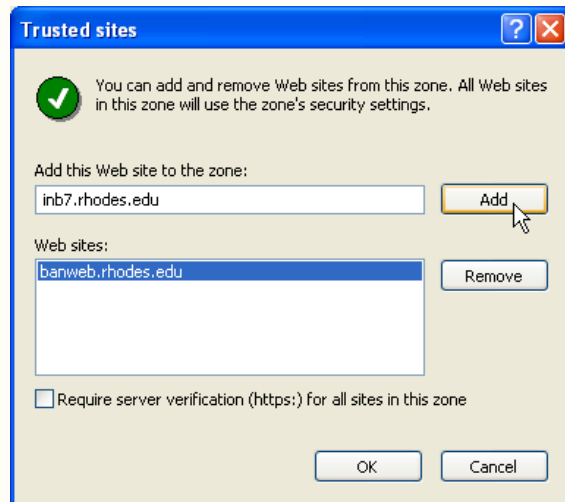 Trusted sites
You can add and remove Web sites from this zone. All Web sites
in this zone will use the zone's security settings.
Add this Web site to the zone:
inb7.rhodes.edu
Add
Web sites:
banweb.rhodes.edu
Remove
Require server verification (https:) for all sites in this zone
OK
Cancel